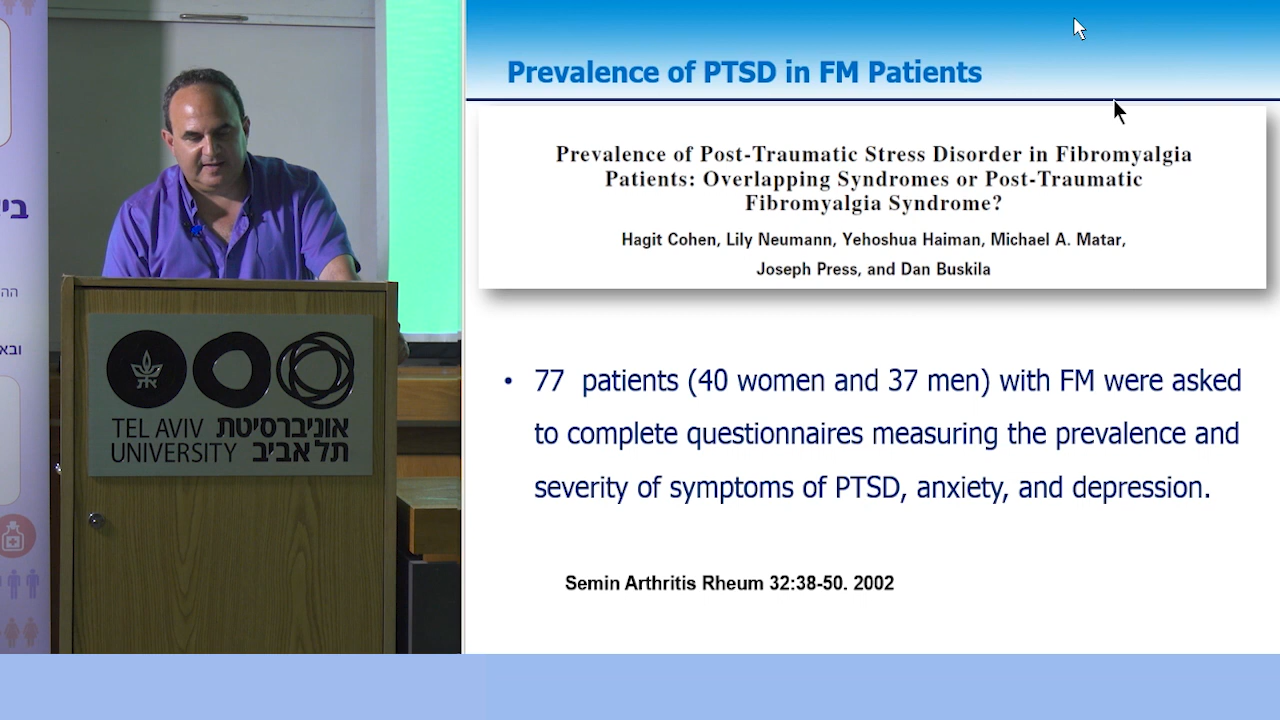 TEL AVIV אוניברסיטת
UNIVERSITY תל אביב
Prevalence of PTSD in FM Patients
Prevalence of Post-Traumatic Stress Disorder in Fibromyalgia
Patients: Overlapping Syndromes or Post-Traumatic
Fibromyalgia Syndrome?
Hagit Cohen, Lily Neumann, Yehoshua Haiman, Michael A. Matar,
Joseph Press, and Dan Buskila
• 77 patients (40 women and 37 men) with FM were asked
to complete questionnaires measuring the prevalence and
severity of symptoms of PTSD, anxiety, and depression.
Semin Arthritis Rheum 32:38-50. 2002